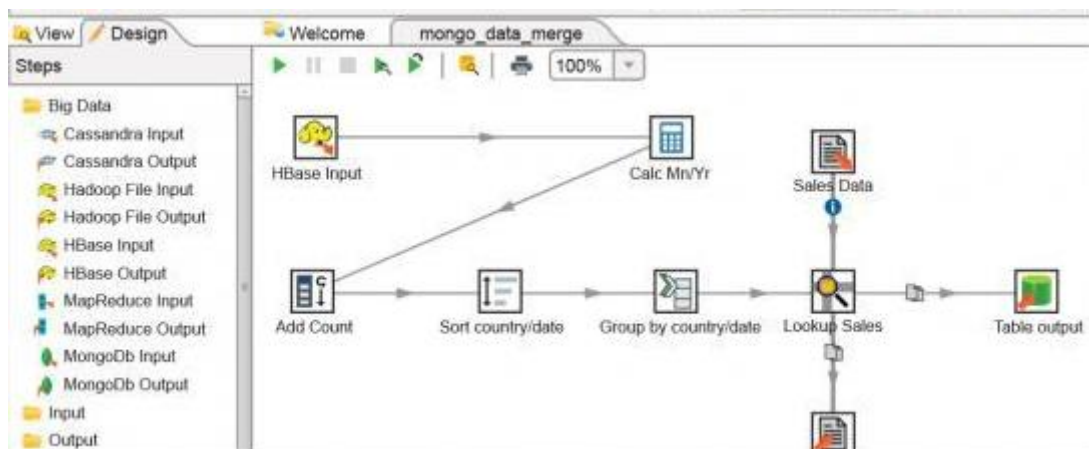 View
Design
Welcome
mongo_data_merge
Steps
100%
Big Data
Cassandra Input
Cassandra Output
Hadoop File Input
Hadoop File Output
HBase Input
HBase Output
MapReduce Input
MapReduce Output
MongoDb Input
MongoDb Output
Input
Output
HBase Input
Calc Mn/Yr
Sales Data
Add Count
Sort country/date
Group by country/date
Lookup Sales
Table output